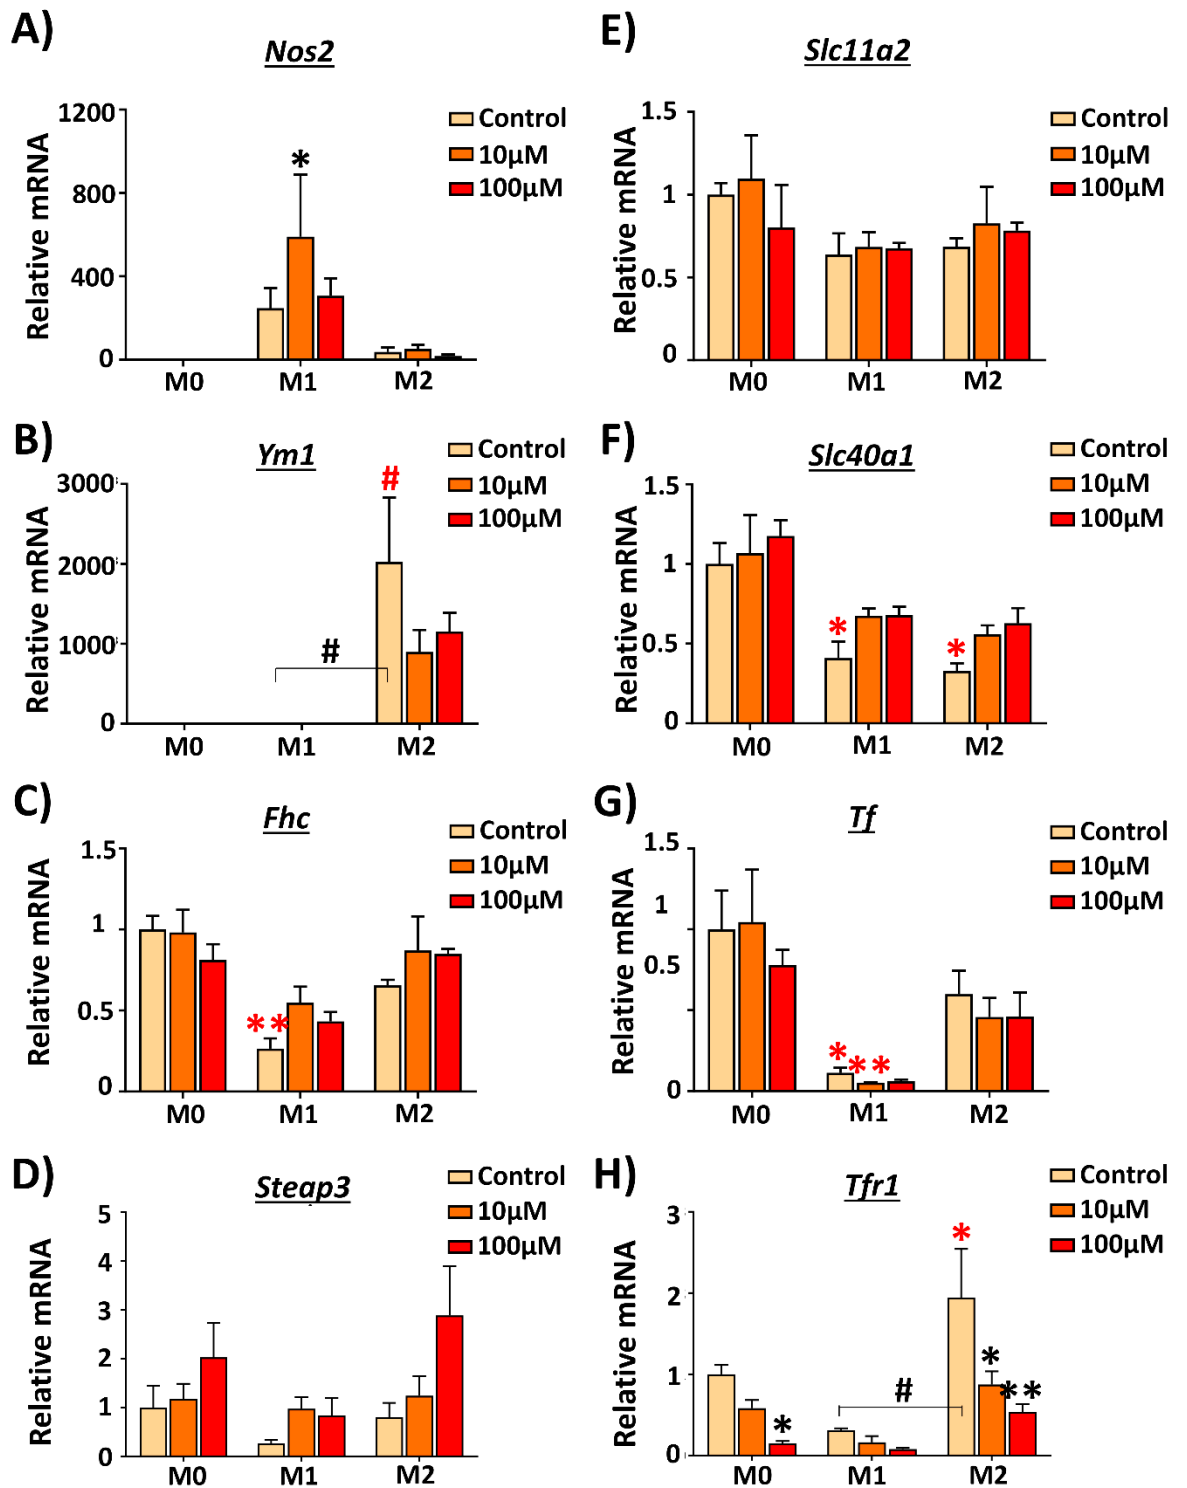 A)
Nos2
Relative mRNA
1200
800
400
0
*
M0 M1 M2
Control
10µM
100µM
E)
Slc11a2
Relative mRNA
1.5
1
0.5
0
M0 M1 M2
Control
10µM
100µM
B)
Ym1
Relative mRNA
3000
2000
1000
0
#
#
M0 M1 M2
Control
10µM
100µM
F)
Slc40a1
Relative mRNA
1.5
1
0.5
0
*
*
M0 M1 M2
Control
10µM
100µM
C)
Fhc
Relative mRNA
1.5
1
0.5
0
**
M0 M1 M2
Control
10µM
100µM
G)
Tf
Relative mRNA
1.5
1
0.5
0
*
**
M0 M1 M2
Control
10µM
100µM
D)
Steap3
Relative mRNA
5
4
3
2
1
0
M0 M1 M2
Control
10µM
100µM
H)
Tfr1
Relative mRNA
3
2
1
0
*
#
*
*
**
M0 M1 M2
Control
10µM
100µM